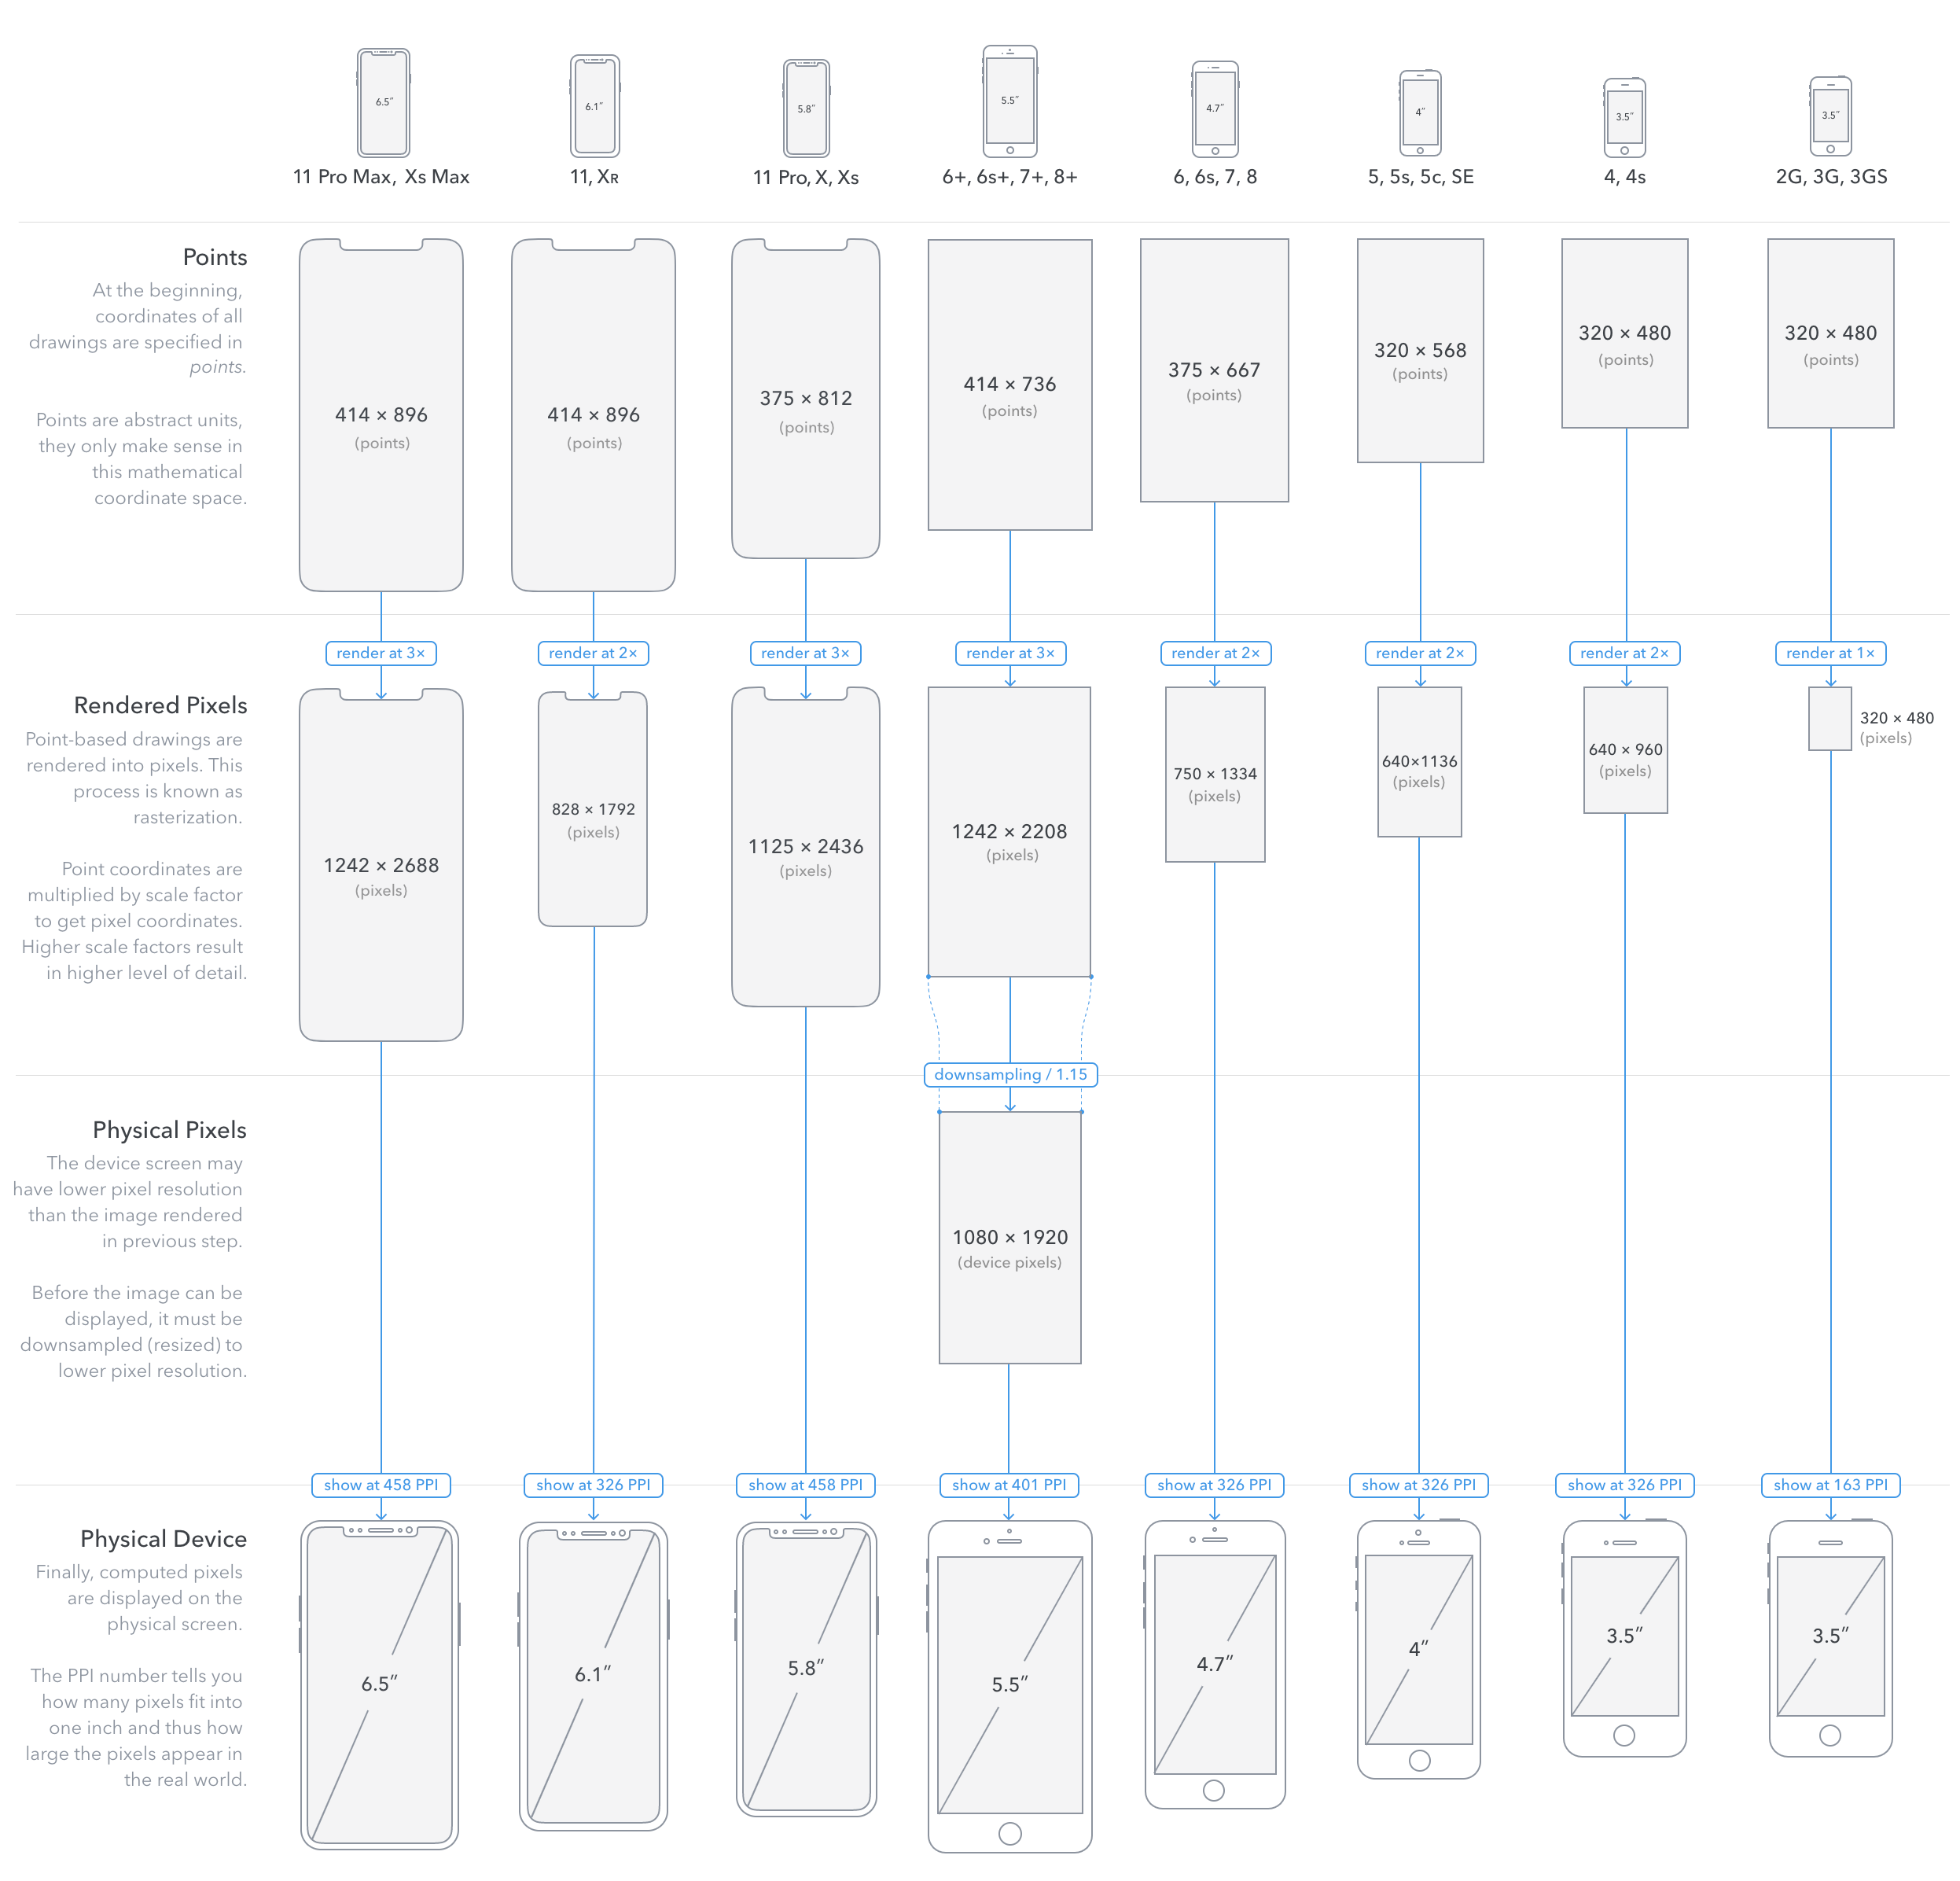 6.5″
6.1″
5.8″
5.5″
4.7″
4″
3.5″
3.5″
11 Pro Max, Xs Max
11, XR
11 Pro, X, Xs
6+, 6s+, 7+, 8+
6, 6s, 7, 8
5, 5s, 5c, SE
4, 4s
2G, 3G, 3GS
Points
At the beginning,
coordinates of all
drawings are specified in
points.
Points are abstract units,
they only make sense in
this mathematical
coordinate space.
414 × 896
(points)
414 × 896
(points)
375 × 812
(points)
414 × 736
(points)
375 × 667
(points)
320 × 568
(points)
320 × 480
(points)
320 × 480
(points)
render at 3×
render at 2×
render at 3×
render at 3×
render at 2×
render at 2×
render at 2×
render at 1×
Rendered Pixels
Point-based drawings are
rendered into pixels. This
process is known as
rasterization.
Point coordinates are
multiplied by scale factor
to get pixel coordinates.
Higher scale factors result
in higher level of detail.
1242 × 2688
(pixels)
828 × 1792
(pixels)
1125 × 2436
(pixels)
1242 × 2208
(pixels)
750 × 1334
(pixels)
640×1136
(pixels)
640 × 960
(pixels)
320 × 480
(pixels)
downsampling / 1.15
Physical Pixels
The device screen may
have lower pixel resolution
than the image rendered
in previous step.
Before the image can be
displayed, it must be
downsampled (resized) to
lower pixel resolution.
1080 × 1920
(device pixels)
show at 458 PPI
show at 326 PPI
show at 458 PPI
show at 401 PPI
show at 326 PPI
show at 326 PPI
show at 326 PPI
show at 163 PPI
Physical Device
Finally, computed pixels
are displayed on the
physical screen.
The PPI number tells you
how many pixels fit into
one inch and thus how
large the pixels appear in
the real world.
6.5″
6.1″
5.8″
5.5″
4.7″
4″
3.5″
3.5″